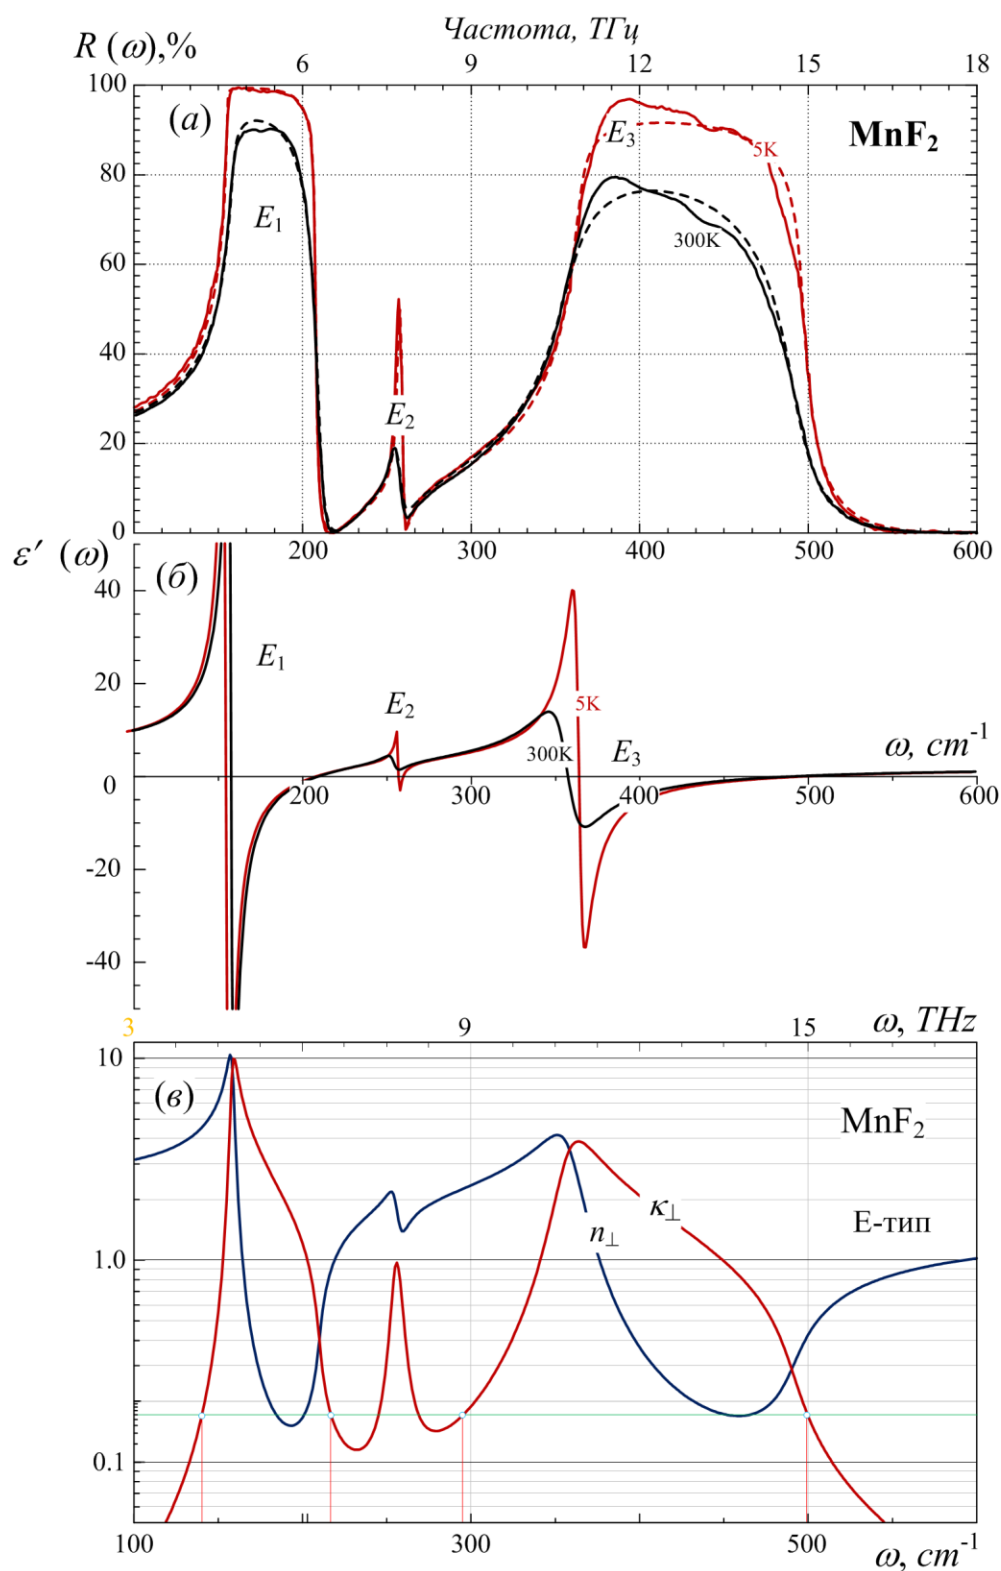 Частота, ТГц
R (ω),%
6 9 12 15 18
100
(а)
E3
MnF2
5K
80
E1
300K
60
40
E2
20
0
200 300 400 500 600
ε′ (ω)
(б)
40
E1
20
E2
5K
300K
E3
ω, cm-1
0
200 300 400 500 600
-20
-40
3 9 15 ω, THz
10
(в)
MnF2
κ⊥
E-тип
n⊥
1.0
0.1
100 300 500 ω, cm-1